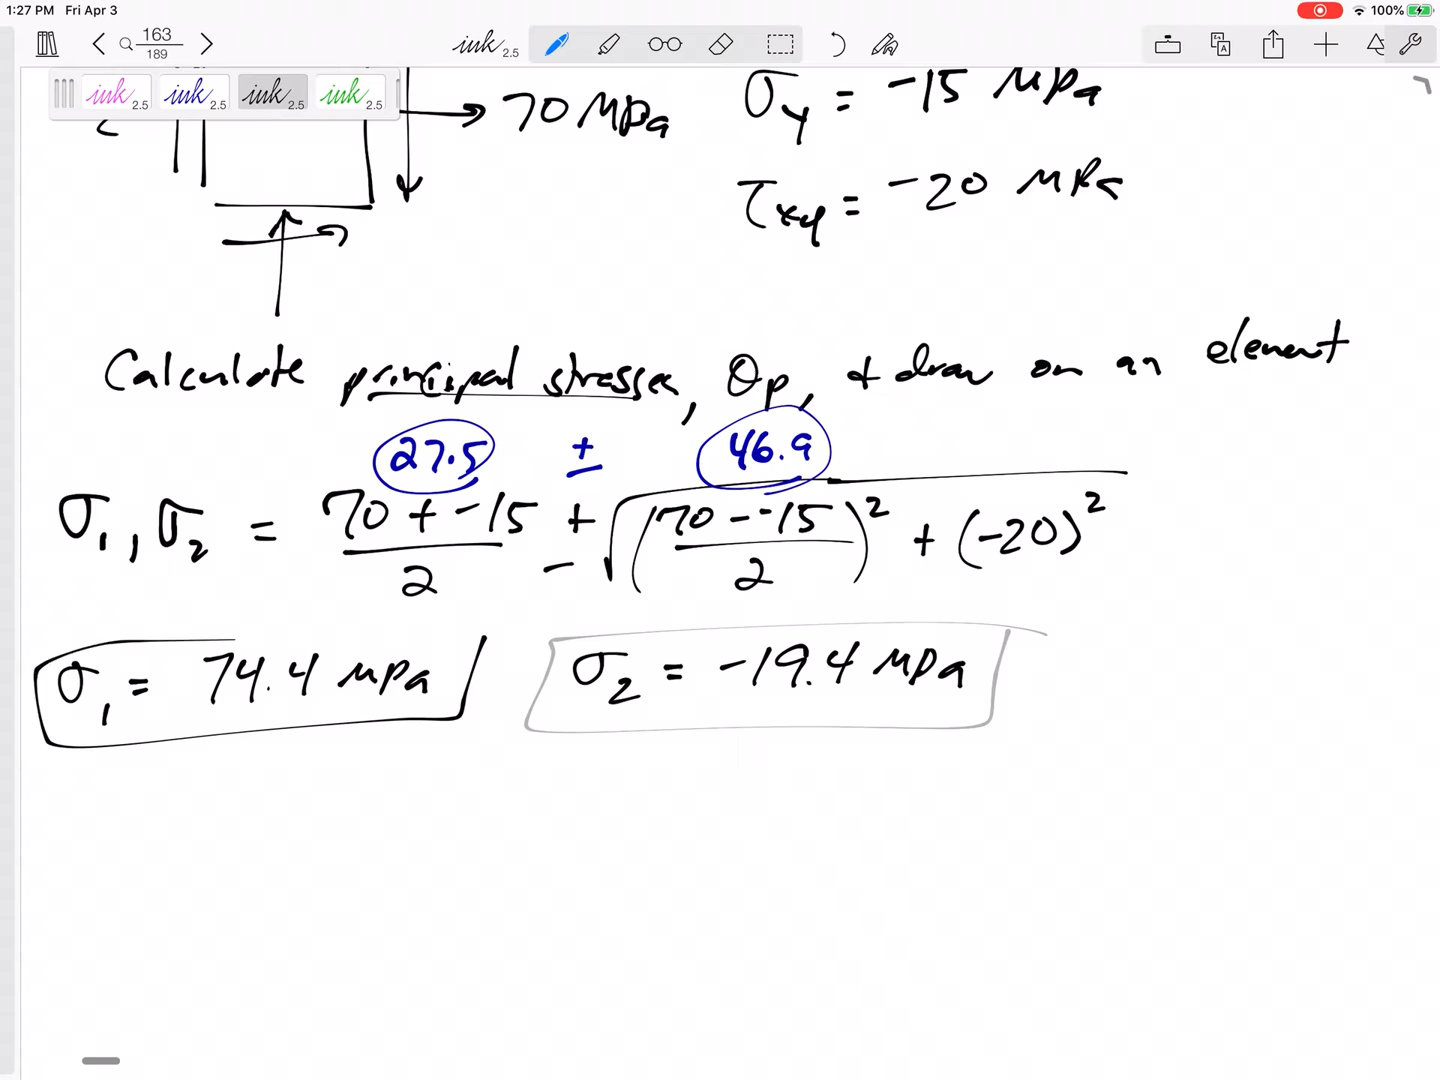 1:27 PM Fri Apr 3
100%
163
189
ink 2.5
ink 2.5 ink 2.5 ink 2.5 ink 2.5
70 MPa
σy = -15 MPa
τxy = -20 MPa
Calculate principal stresses, θp, + draw on an element
27.5 ± 46.9
σ1, σ2 = (70 + -15)/2 ± √((70 - -15)/2)² + (-20)²
σ1 = 74.4 MPa
σ2 = -19.4 MPa